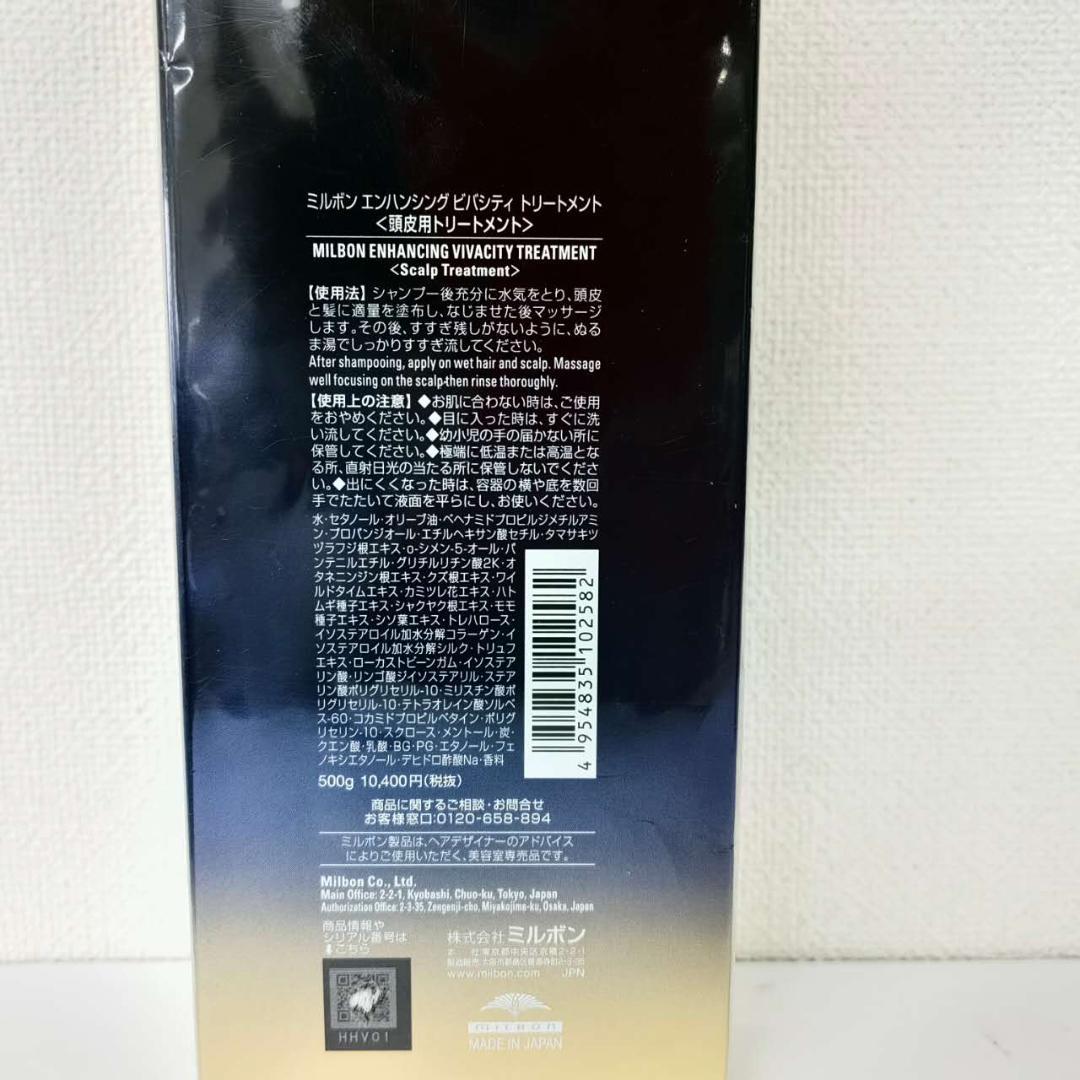 ミルボン エンハンシング ビバシティ トリートメント
<頭皮用トリートメント>
MILBON ENHANCING VIVACITY TREATMENT
<Scalp Treatment>
【使用法】シャンプー後充分に水気をとり、頭皮
と髪に適量を塗布し、なじませた後マッサージ
します。その後、すすぎ残しがないように、ぬる
ま湯でしっかりすすぎ流してください。
After shampooing, apply on wet hair and scalp. Massage
well focusing on the scalp then rinse thoroughly.
【使用上の注意】◆お肌に合わない時は、ご使用
をおやめください。◆目に入った時は、すぐに洗
い流してください。◆幼小児の手の届かない所に
保管してください。◆極端に低温または高温とな
る所、直射日光の当たる所に保管しないでくださ
い。◆出にくくなった時は、容器の横や底を数回
手でたたいて液面を平らにし、お使いください。
水・セタノール・オリーブ油・ベヘナミドプロピルジメチルアミ
ン・プロパンジオール・エチルヘキサン酸セチル・タマサキツ
ヅラフジ根エキス・o-シメン-5-オール・パ
ンテニルエチル・グリチルリチン酸2K・オ
タネニンジン根エキス・クズ根エキス・ワイ
ルドタイムエキス・カミツレ花エキス・ハト
ムギ種子エキス・シャクヤク根エキス・モモ
種子エキス・シソ葉エキス・トレハロース・
イソステアロイル加水分解コラーゲン・イ
ソステアロイル加水分解シルク・トリュフ
エキス・ローカストビーンガム・イソステア
リン酸・リンゴ酸ジイソステアリル・ステア
リン酸ポリグリセリル-10・ミリスチン酸ポ
リグリセリル-10・テトラオレイン酸ソルベ
ス-60・コカミドプロピルベタイン・ポリグ
リセリン-10・スクロース・メントール・炭・
クエン酸・乳酸・BG・PG・エタノール・フェ
ノキシエタノール・デヒドロ酢酸Na・香料
4 954835 102582
500g 10,400円(税抜)
商品に関するご相談・お問合せ
お客様窓口:0120-658-894
ミルボン製品は、ヘアデザイナーのアドバイス
によりご使用いただく、美容室専売品です。
Milbon Co., Ltd.
Main Office: 2-2-1, Kyobashi, Chuo-ku, Tokyo, Japan
Authorization Office: 2-3-35, Zengenji-cho, Miyakojima-ku, Osaka, Japan
商品情報や
シリアル番号は
⬇こちら
HHV01
株式会社 ミルボン
本 社 東京都中央区京橋2-2-1
製造販売 大阪市都島区善源寺町2-3-35
www.milbon.com JPN
MILBON
MADE IN JAPAN